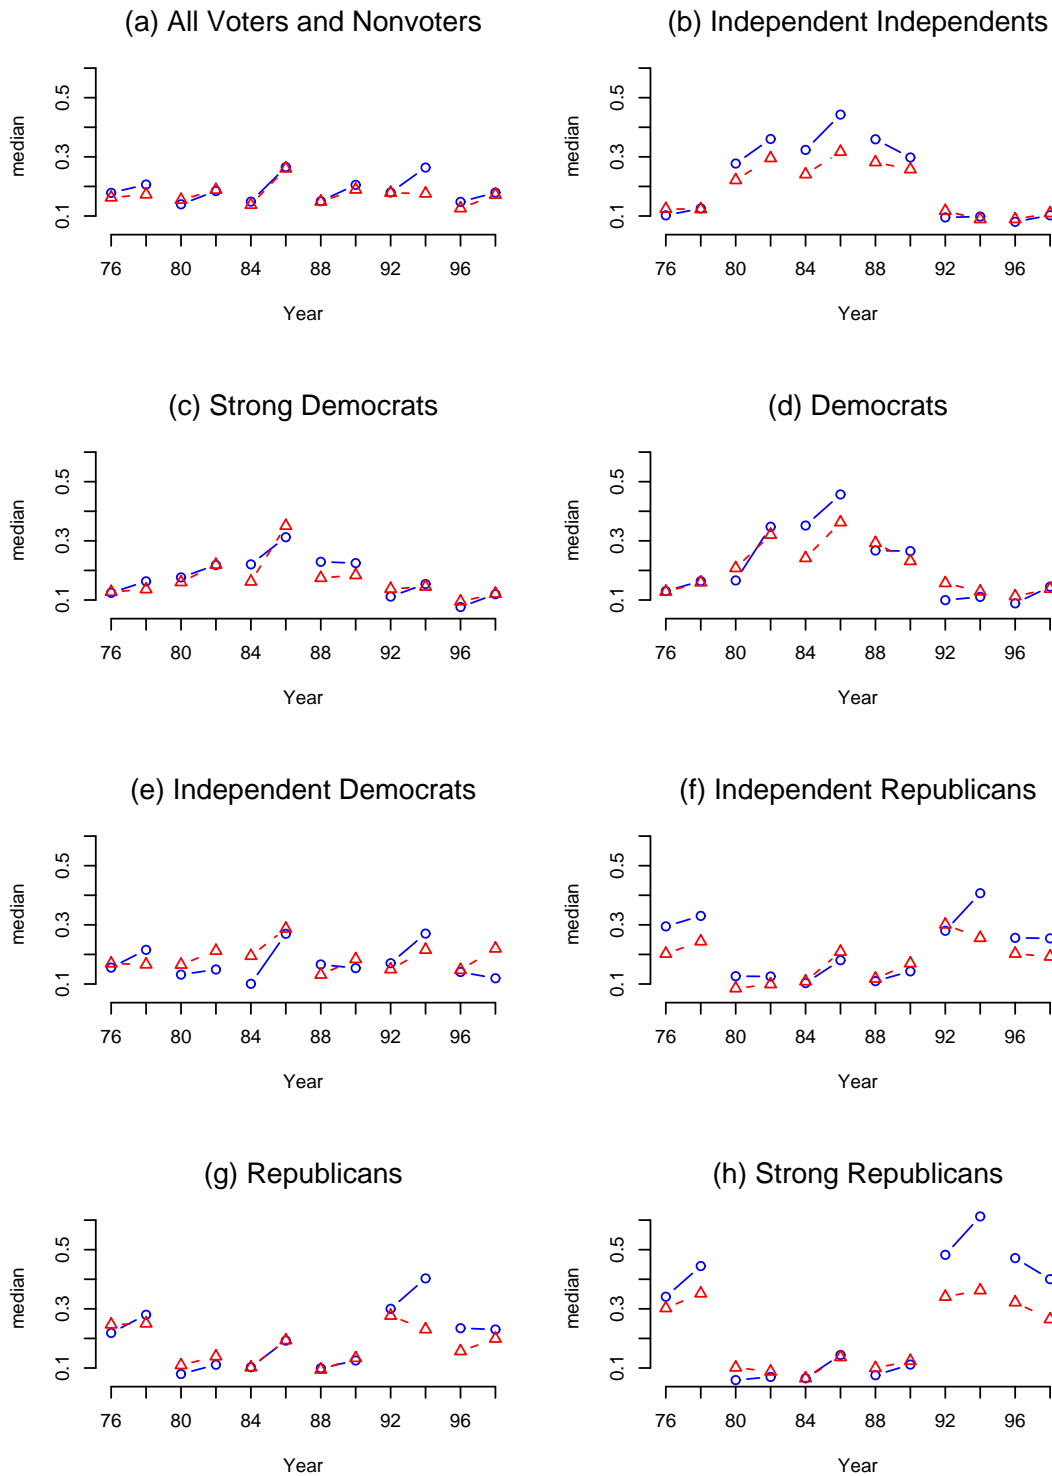 (a) All Voters and Nonvoters
median
0.1 0.3 0.5
76 80 84 88 92 96
Year
(b) Independent Independents
median
0.1 0.3 0.5
76 80 84 88 92 96
Year
(c) Strong Democrats
median
0.1 0.3 0.5
76 80 84 88 92 96
Year
(d) Democrats
median
0.1 0.3 0.5
76 80 84 88 92 96
Year
(e) Independent Democrats
median
0.1 0.3 0.5
76 80 84 88 92 96
Year
(f) Independent Republicans
median
0.1 0.3 0.5
76 80 84 88 92 96
Year
(g) Republicans
median
0.1 0.3 0.5
76 80 84 88 92 96
Year
(h) Strong Republicans
median
0.1 0.3 0.5
76 80 84 88 92 96
Year